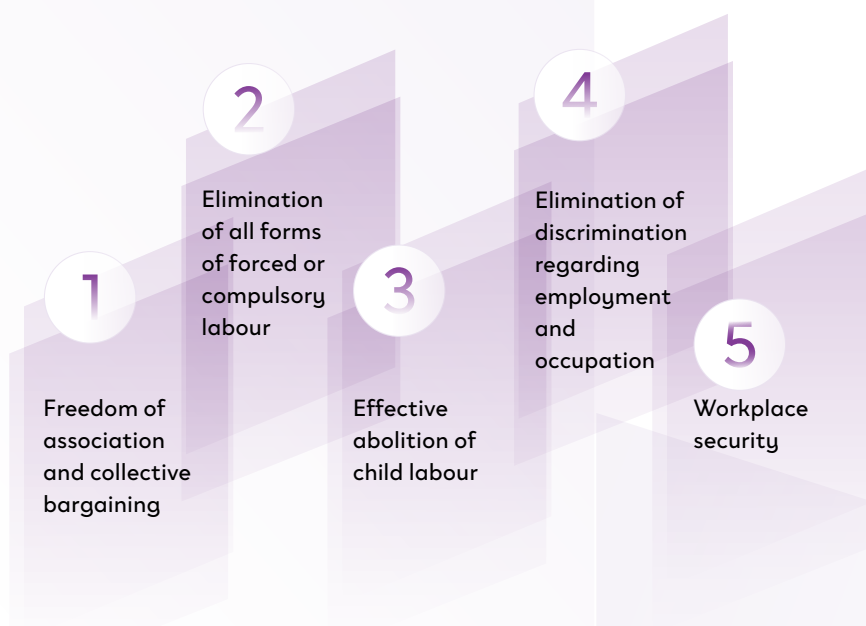 1
Freedom of
association
and collective
bargaining
2
Elimination
of all forms
of forced or
compulsory
labour
3
Effective
abolition of
child labour
4
Elimination of
discrimination
regarding
employment
and
occupation
5
Workplace
security